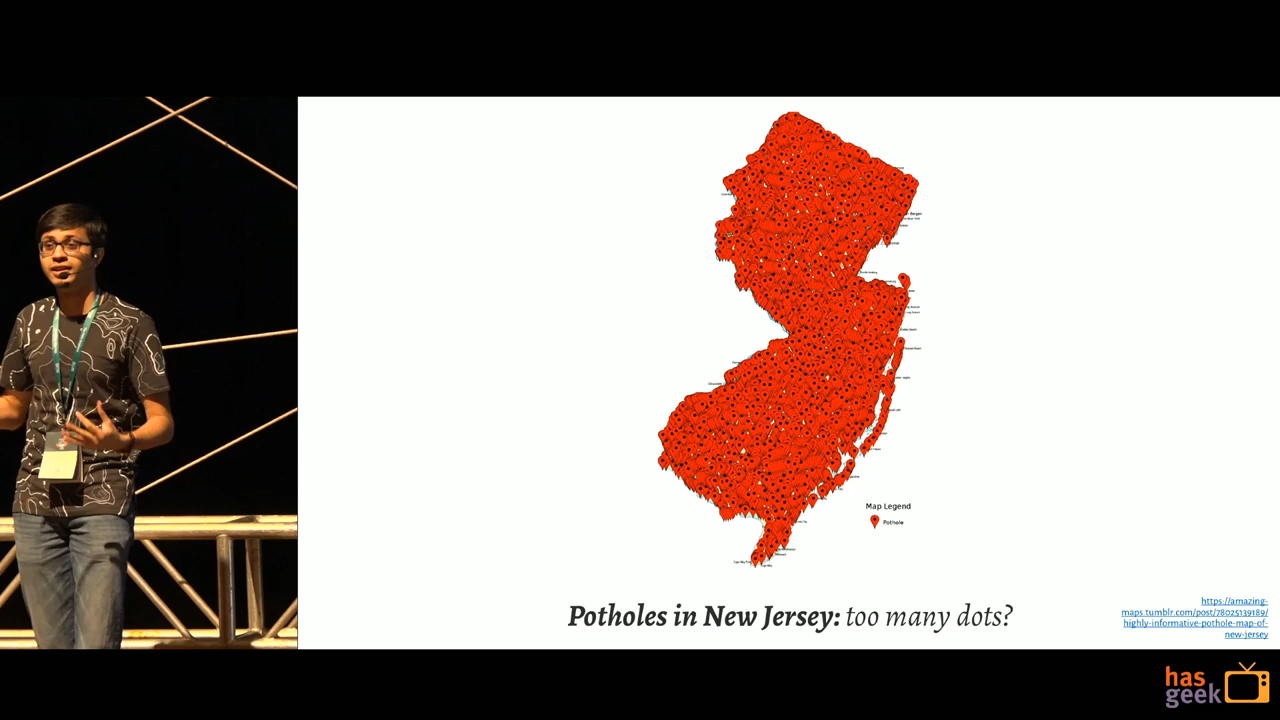 Map Legend
Pothole
Potholes in New Jersey: too many dots?
https://amazing-
maps.tumblr.com/post/78025139189/
highly-informative-pothole-map-of-
new-jersey
has
geek